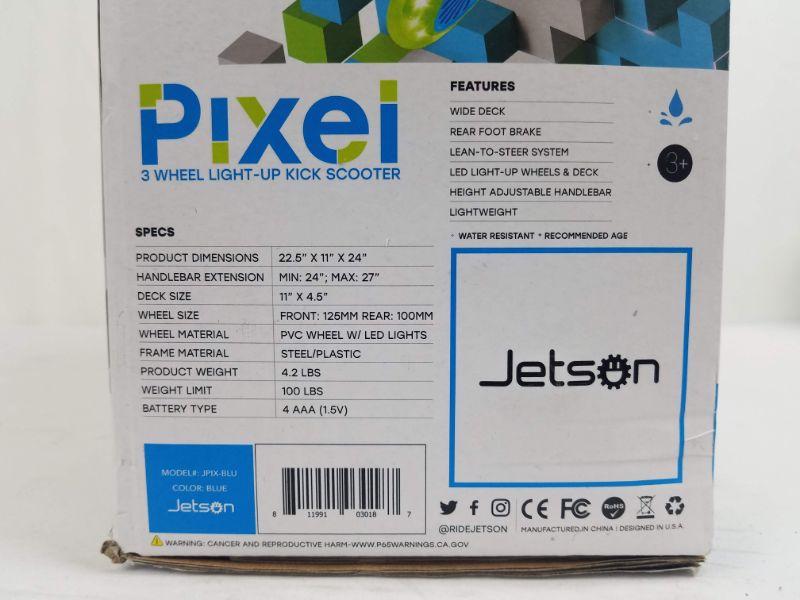 Pixel
3 WHEEL LIGHT-UP KICK SCOOTER
SPECS
PRODUCT DIMENSIONS 22.5" X 11" X 24"
HANDLEBAR EXTENSION MIN: 24"; MAX: 27"
DECK SIZE 11" X 4.5"
WHEEL SIZE FRONT: 125MM REAR: 100MM
WHEEL MATERIAL PVC WHEEL W/ LED LIGHTS
FRAME MATERIAL STEEL/PLASTIC
PRODUCT WEIGHT 4.2 LBS
WEIGHT LIMIT 100 LBS
BATTERY TYPE 4 AAA (1.5V)
FEATURES
WIDE DECK
REAR FOOT BRAKE
LEAN-TO-STEER SYSTEM
LED LIGHT-UP WHEELS & DECK
HEIGHT ADJUSTABLE HANDLEBAR
LIGHTWEIGHT
3+
* WATER RESISTANT * RECOMMENDED AGE
Jetson
MODEL#: JPIX-BLU
COLOR: BLUE
Jetson
8 11991 03018 7
CE FC RoHS
@RIDEJETSON
MANUFACTURED IN CHINA | DESIGNED IN U.S.A.
WARNING: CANCER AND REPRODUCTIVE HARM-WWW.P65WARNINGS.CA.GOV